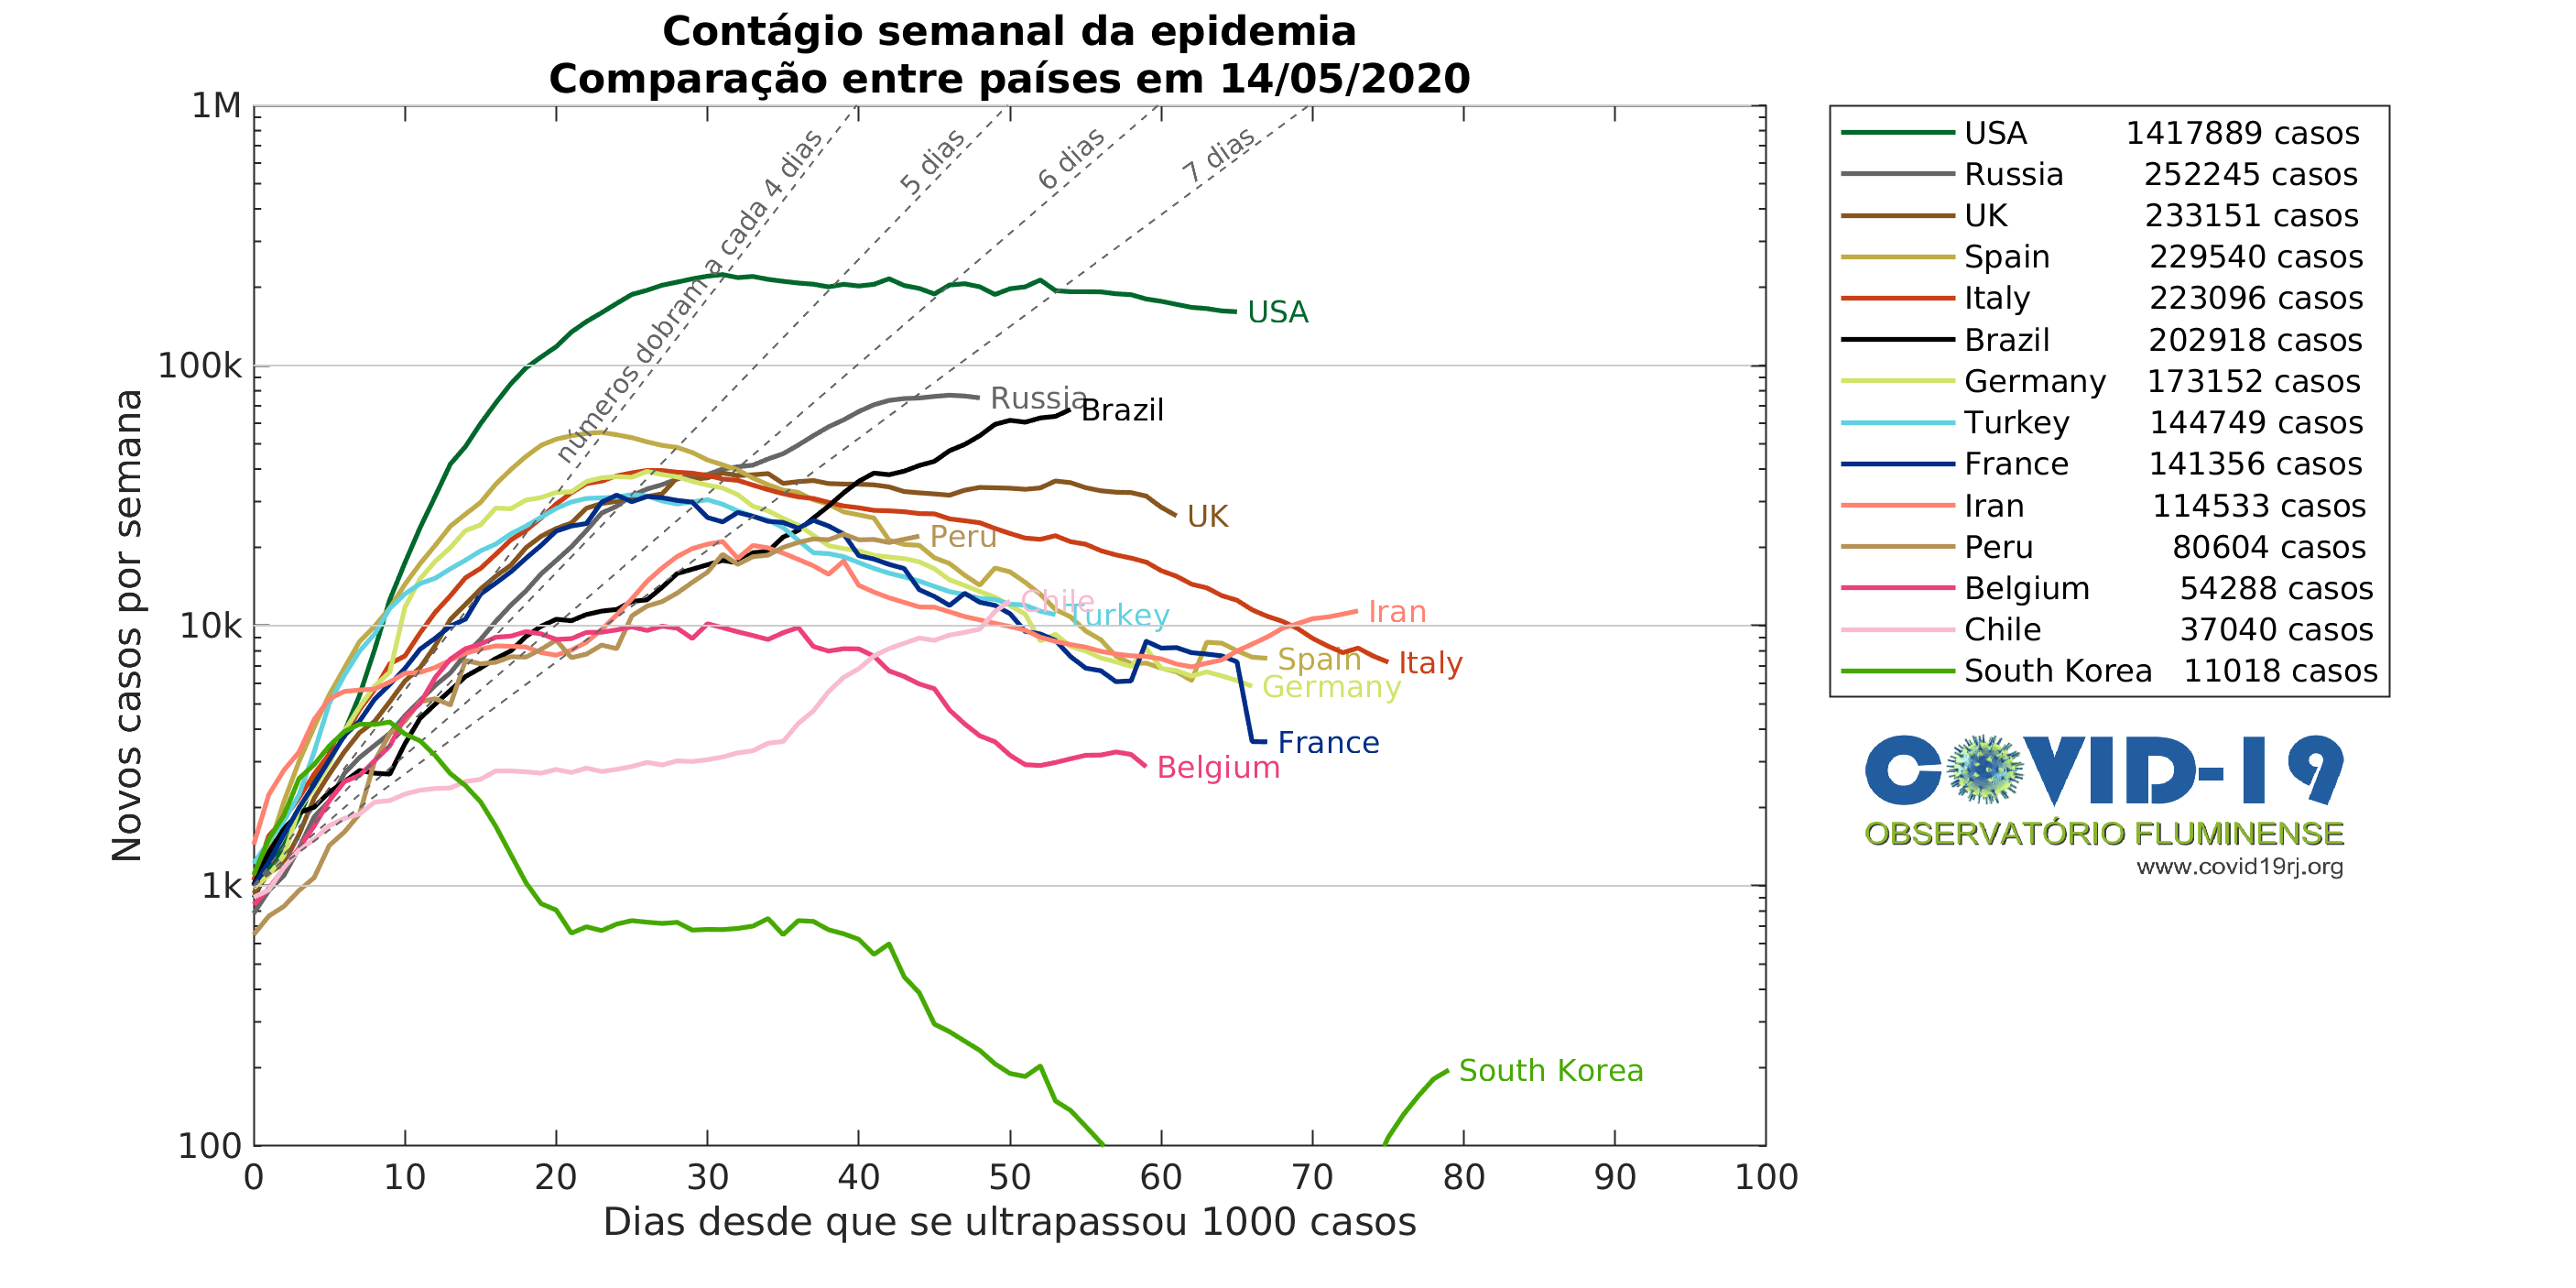 Contágio semanal da epidemia
Comparação entre países em 14/05/2020
Novos casos por semana
1M
100k
10k
1k
100
0 10 20 30 40 50 60 70 80 90 100
Dias desde que se ultrapassou 1000 casos
números dobram a cada 4 dias
5 dias
6 dias
7 dias
USA
Russia
Brazil
UK
Peru
Chile
Turkey
Iran
Spain
Italy
Germany
France
Belgium
South Korea
USA 1417889 casos
Russia 252245 casos
UK 233151 casos
Spain 229540 casos
Italy 223096 casos
Brazil 202918 casos
Germany 173152 casos
Turkey 144749 casos
France 141356 casos
Iran 114533 casos
Peru 80604 casos
Belgium 54288 casos
Chile 37040 casos
South Korea 11018 casos
COVID-19
OBSERVATÓRIO FLUMINENSE
www.covid19rj.org